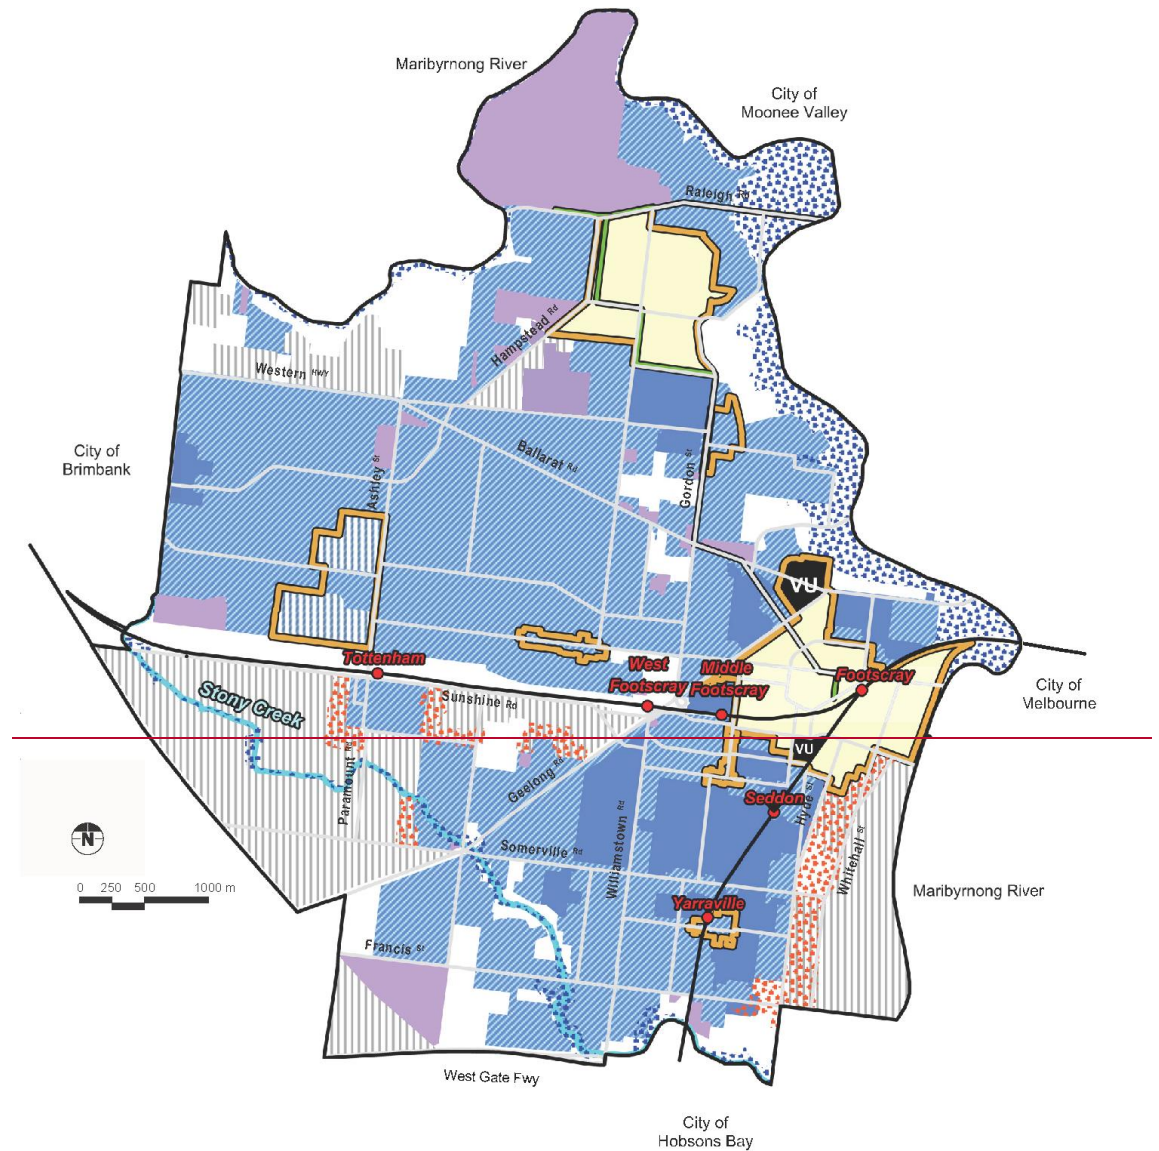 Maribyrnong River
City of
Moonee Valley
Raleigh Rd
Hampstead Rd
Western HWY
City of
Brimbank
Ballarat Rd
Ashley St
Gordon St
VU
Tottenham
West
Footscray
Middle
Footscray
Footscray
City of
Melbourne
Stony Creek
Sunshine Rd
VU
Paramount Rd
Geelong Rd
Seddon
Hyde St
N
Somerville Rd
Williamstown Rd
Whitehall St
0 250 500 1000 m
Maribyrnong River
Yarraville
Francis St
West Gate Fwy
City of
Hobsons Bay